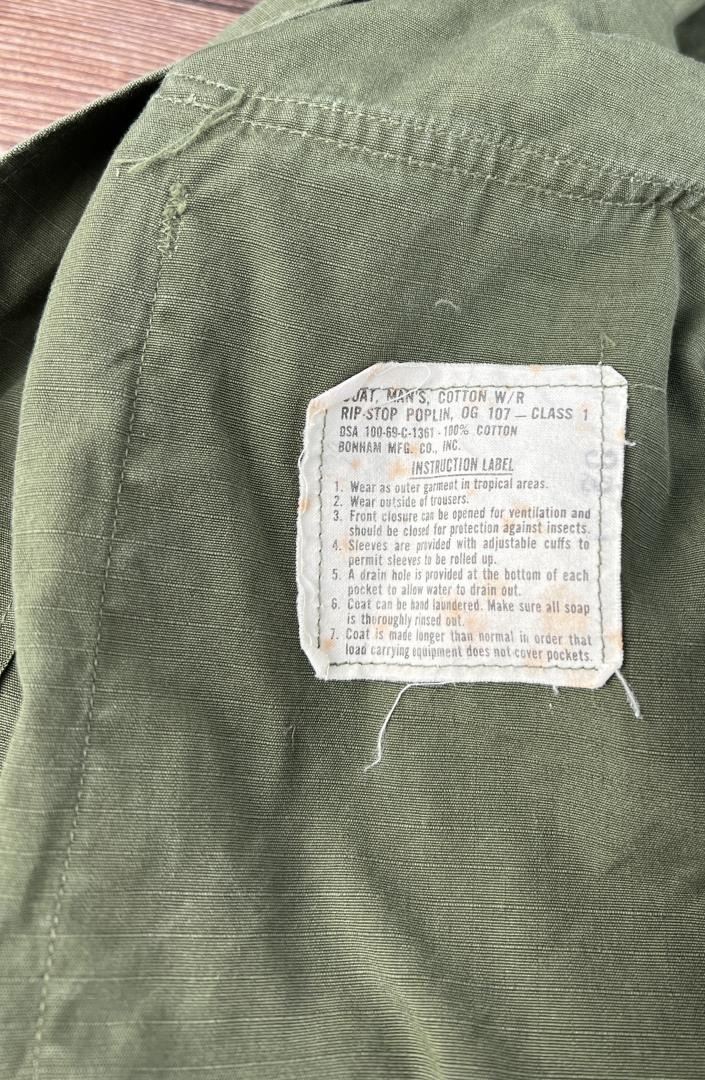 COAT, MAN'S, COTTON W/R
RIP-STOP POPLIN, OG 107 — CLASS 1
DSA 100-69-C-1361 - 100% COTTON
BONHAM MFG. CO., INC.
INSTRUCTION LABEL
1. Wear as outer garment in tropical areas.
2. Wear outside of trousers.
3. Front closure can be opened for ventilation and
should be closed for protection against insects.
4. Sleeves are provided with adjustable cuffs to
permit sleeves to be rolled up.
5. A drain hole is provided at the bottom of each
pocket to allow water to drain out.
6. Coat can be hand laundered. Make sure all soap
is thoroughly rinsed out.
7. Coat is made longer than normal in order that
load carrying equipment does not cover pockets.